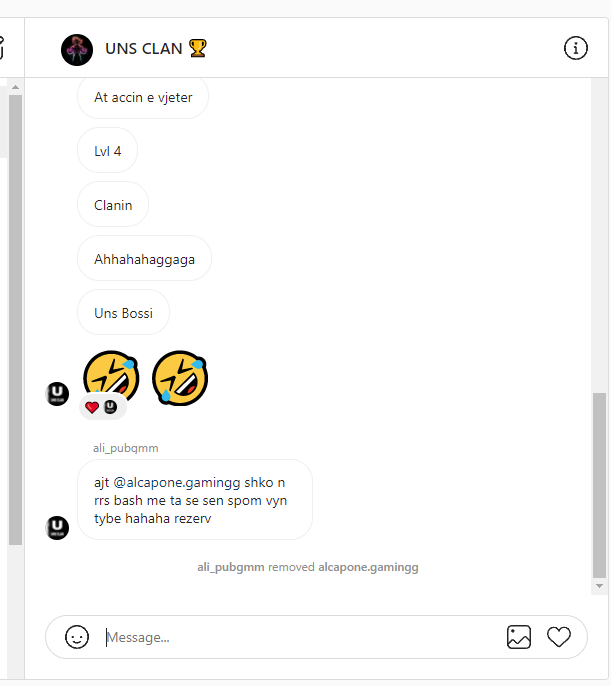 UNS CLAN 🏆
At accin e vjeter
Lvl 4
Clanin
Ahhahahaggaga
Uns Bossi
ali_pubgmm
ajt @alcapone.gamingg shko n
rrs bash me ta se sen spom vyn
tybe hahaha rezerv
ali_pubgmm removed alcapone.gamingg
Message...